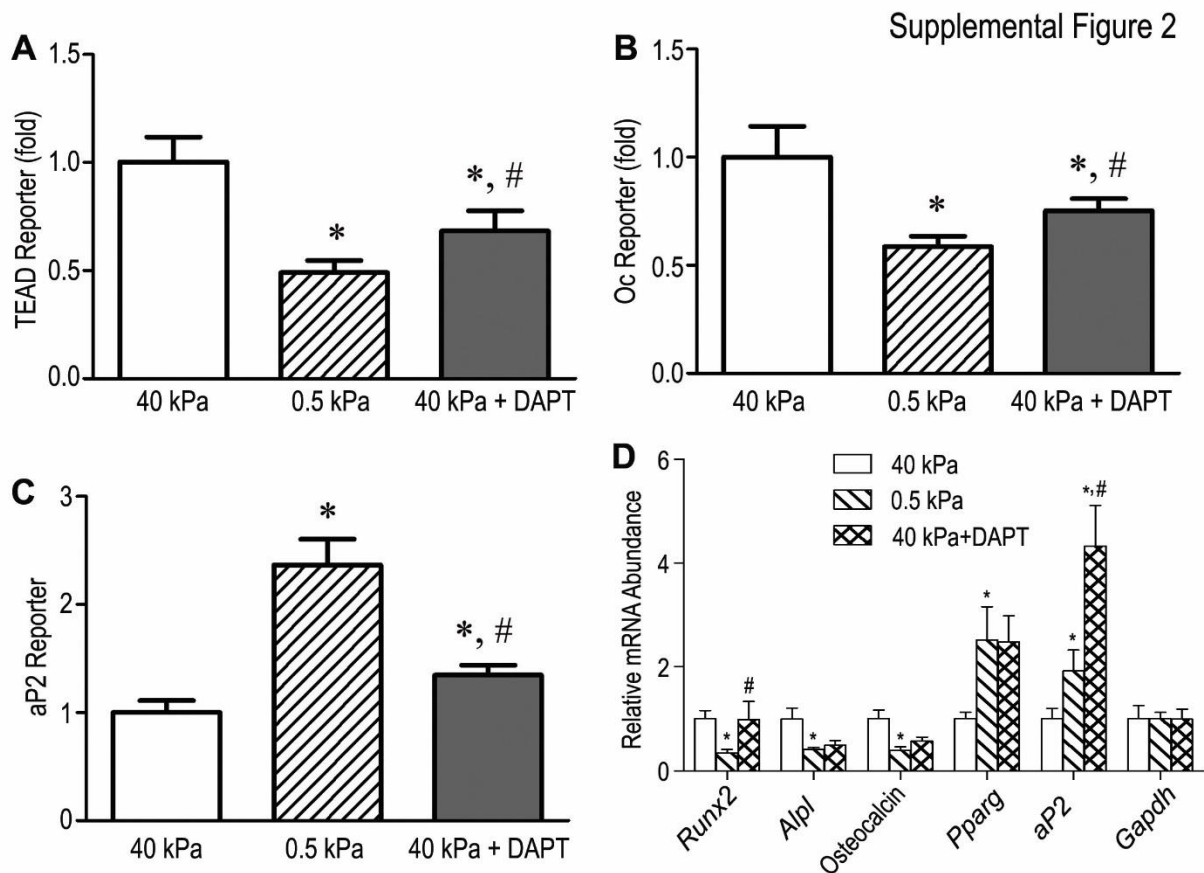 Supplemental Figure 2
A
TEAD Reporter (fold)
1.5
1.0
0.5
0.0
*
*, #
40 kPa
0.5 kPa
40 kPa + DAPT
B
Oc Reporter (fold)
1.5
1.0
0.5
0.0
*
*, #
40 kPa
0.5 kPa
40 kPa + DAPT
C
aP2 Reporter
3
2
1
0
*
*, #
40 kPa
0.5 kPa
40 kPa + DAPT
D
Relative mRNA Abundance
6
4
2
0
40 kPa
0.5 kPa
40 kPa+DAPT
*
#
*
*
*
*
*,#
Runx2
Alpl
Osteocalcin
Pparg
aP2
Gapdh